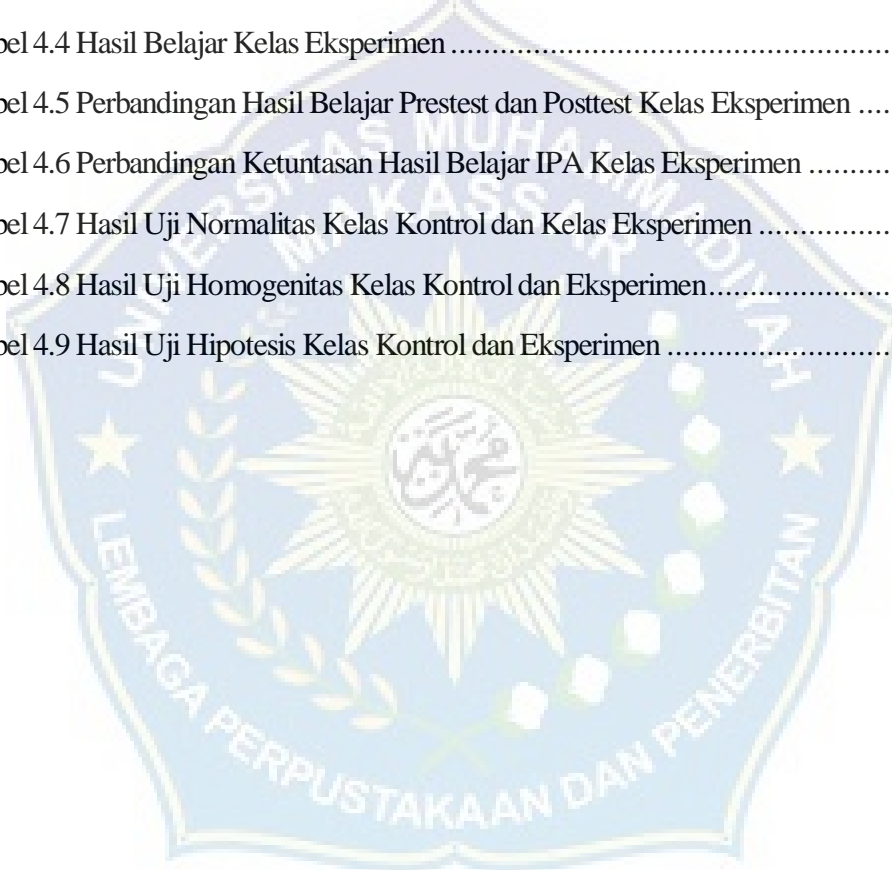 bel 4.4 Hasil Belajar Kelas Eksperimen ........................................................
bel 4.5 Perbandingan Hasil Belajar Prestest dan Posttest Kelas Eksperimen ....
bel 4.6 Perbandingan Ketuntasan Hasil Belajar IPA Kelas Eksperimen ..........
bel 4.7 Hasil Uji Normalitas Kelas Kontrol dan Kelas Eksperimen ................
bel 4.8 Hasil Uji Homogenitas Kelas Kontrol dan Eksperimen.......................
bel 4.9 Hasil Uji Hipotesis Kelas Kontrol dan Eksperimen ............................
UNIVERSITAS MUHAMMADIYAH
MAKASSAR
LEMBAGA PERPUSTAKAAN DAN PENERBITAN